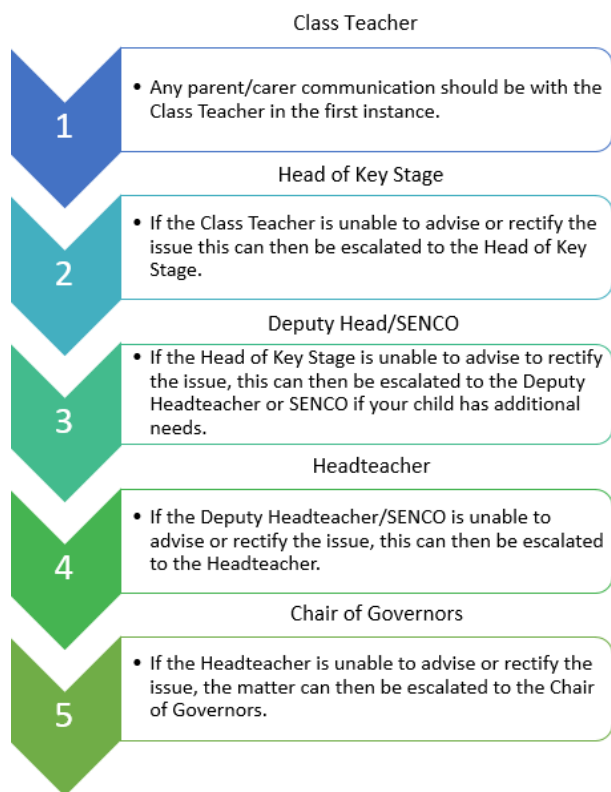 Class Teacher
1
• Any parent/carer communication should be with the
Class Teacher in the first instance.
Head of Key Stage
2
• If the Class Teacher is unable to advise or rectify the
issue this can then be escalated to the Head of Key
Stage.
Deputy Head/SENCO
3
• If the Head of Key Stage is unable to advise to rectify
the issue, this can then be escalated to the Deputy
Headteacher or SENCO if your child has additional
needs.
Headteacher
4
• If the Deputy Headteacher/SENCO is unable to
advise or rectify the issue, this can then be escalated
to the Headteacher.
Chair of Governors
5
• If the Headteacher is unable to advise or rectify the
issue, the matter can then be escalated to the Chair
of Governors.